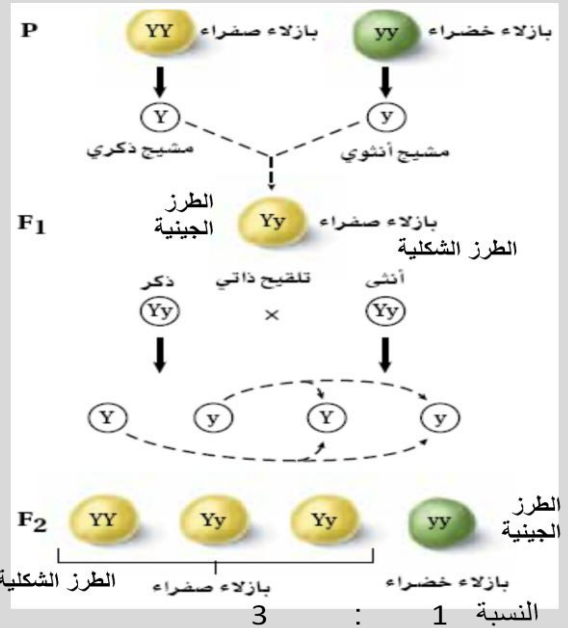 P
YY بازلاء صفراء
yy بازلاء خضراء
Y
y
مشيج ذكري
مشيج أنثوي
F1
الطرز
الجينية
Yy بازلاء صفراء
الطرز الشكلية
ذكر
تلقيح ذاتي
أنثى
Yy × Yy
Y y Y y
F2
YY Yy Yy yy
الطرز
الجينية
الطرز الشكلية
بازلاء صفراء
بازلاء خضراء
3 : 1 النسبة